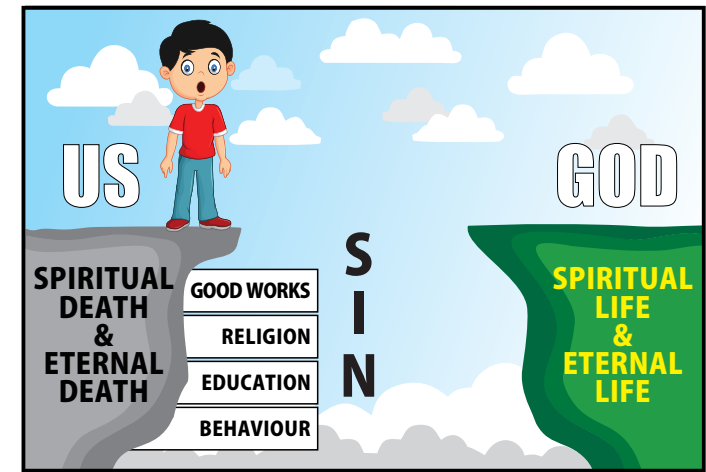 US
GOD
SPIRITUAL
DEATH
&
ETERNAL
DEATH
GOOD WORKS
RELIGION
EDUCATION
BEHAVIOUR
S
I
N
SPIRITUAL
LIFE
&
ETERNAL
LIFE